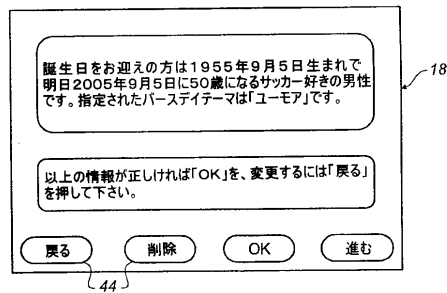 誕生日をお迎えの方は1955年9月5日生まれで
明日2005年9月5日に50歳になるサッカー好きの男性
です。指定されたバースデイテーマは「ユーモア」です。
18
以上の情報が正しければ「OK」を、変更するには「戻る」
を押して下さい。
戻る 削除 OK 進む
44